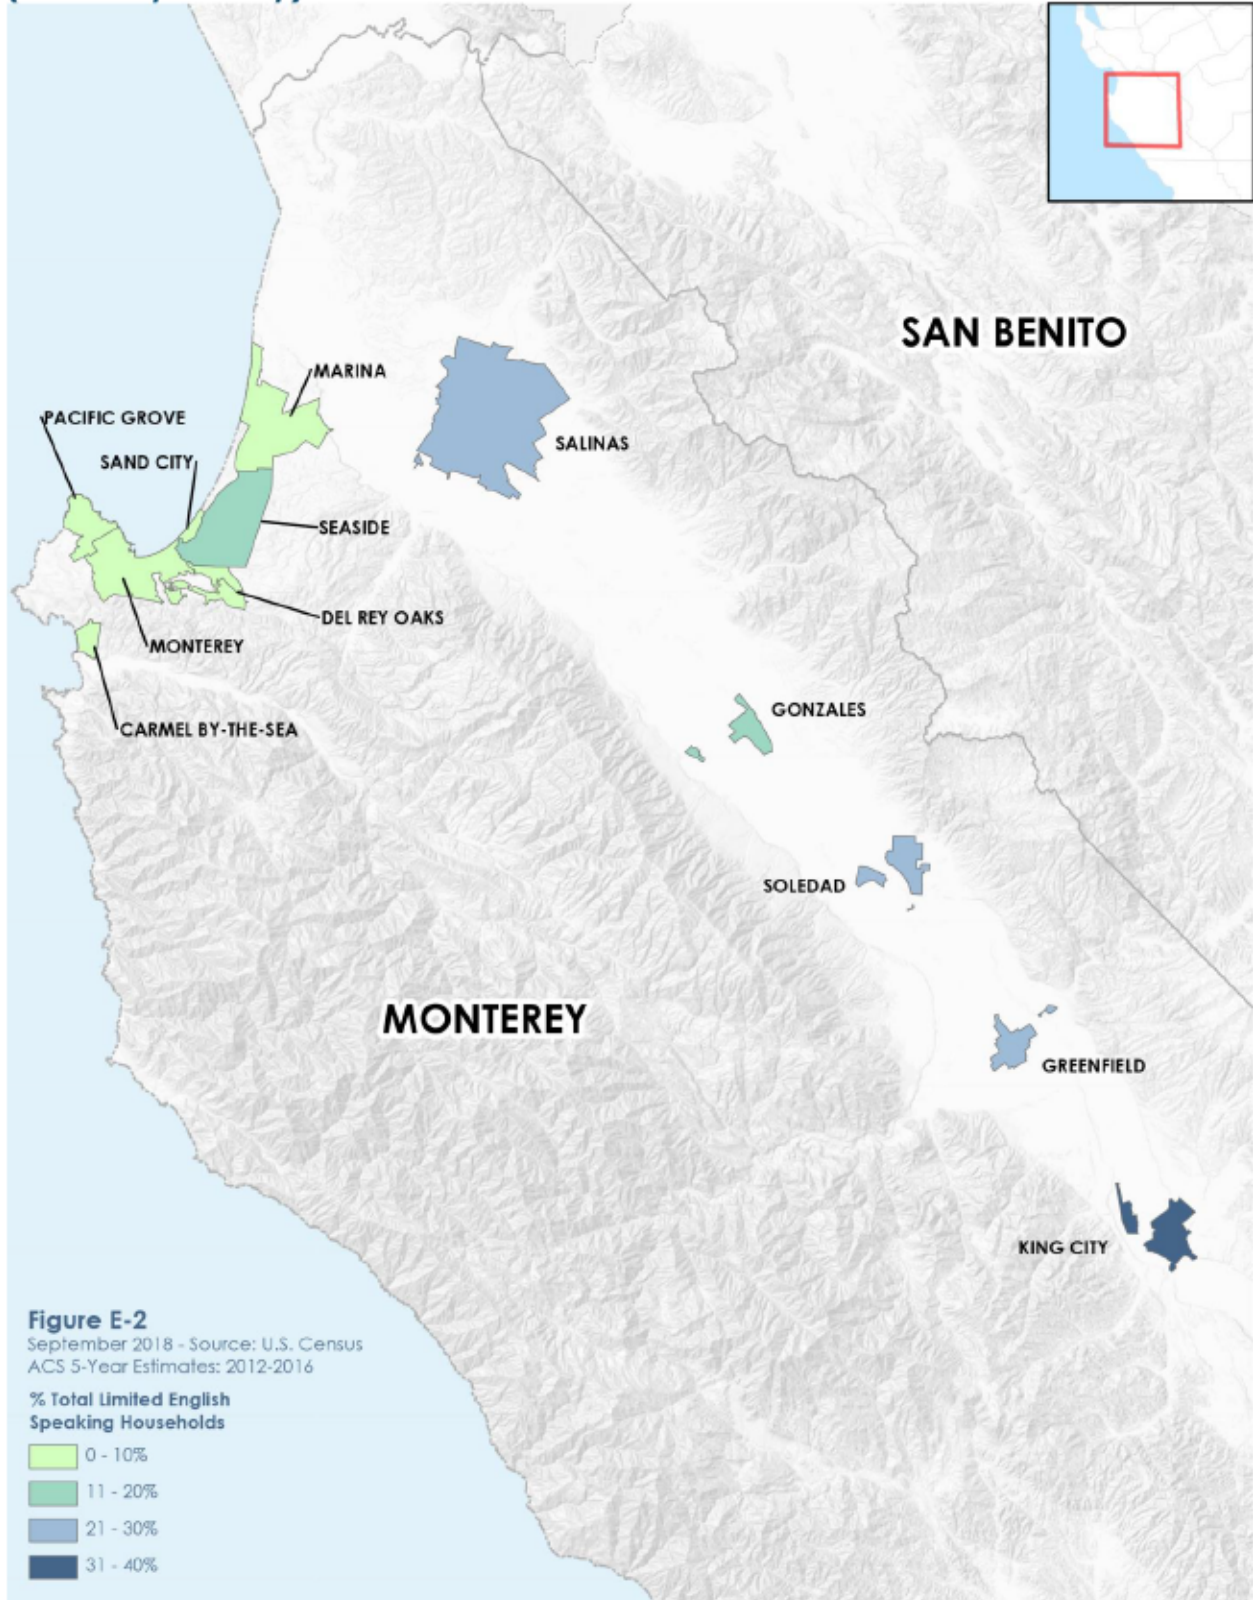 SAN BENITO
MARINA
PACIFIC GROVE
SALINAS
SAND CITY
SEASIDE
DEL REY OAKS
MONTEREY
GONZALES
CARMEL BY-THE-SEA
SOLEDAD
MONTEREY
GREENFIELD
KING CITY
Figure E-2
September 2018 - Source: U.S. Census
ACS 5-Year Estimates: 2012-2016
% Total Limited English
Speaking Households
0 - 10%
11 - 20%
21 - 30%
31 - 40%